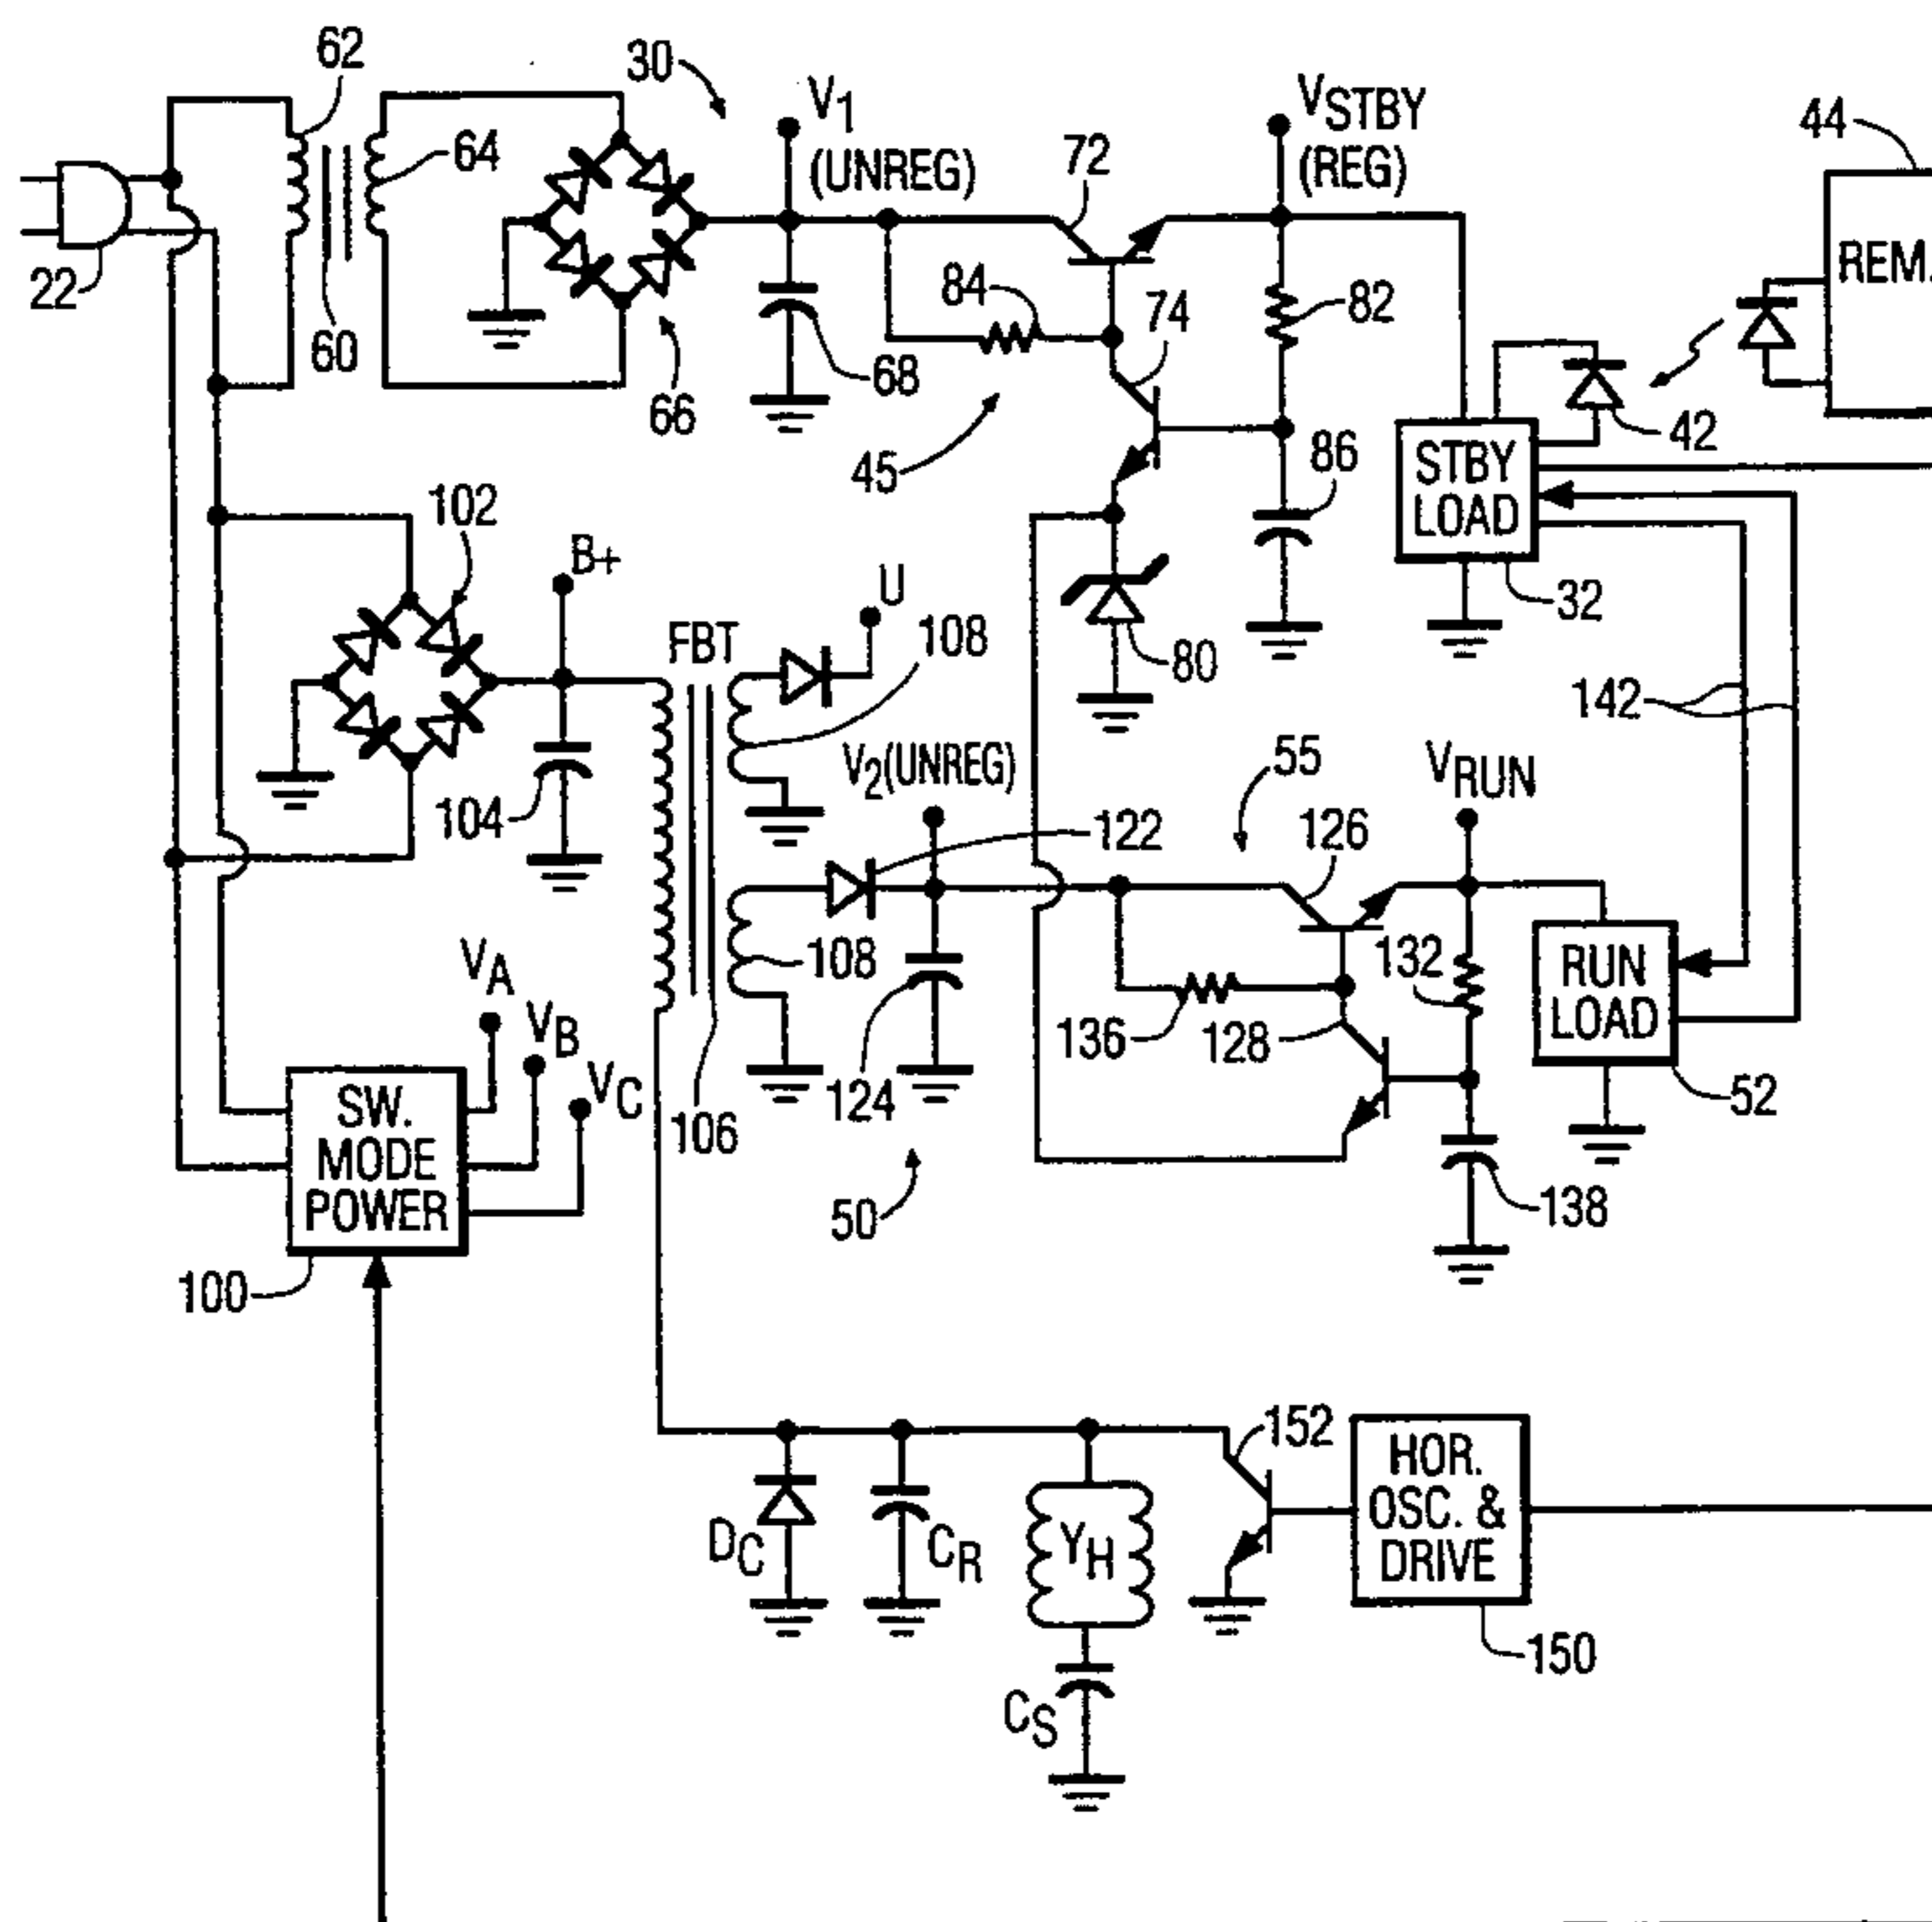 62
30
V1
(UNREG)
VSTBY
(REG)
44
REM.
64
72
22
60
84
74
82
68
66
45
86
42
STBY
LOAD
102
B+
U
32
FBT
108
80
142
V2(UNREG)
55
VRUN
104
122
126
VA
108
132
RUN
LOAD
VB
136
128
VC
124
52
106
SW.
MODE
POWER
50
138
100
152
HOR.
OSC. &
DRIVE
DC
CR
YH
150
CS